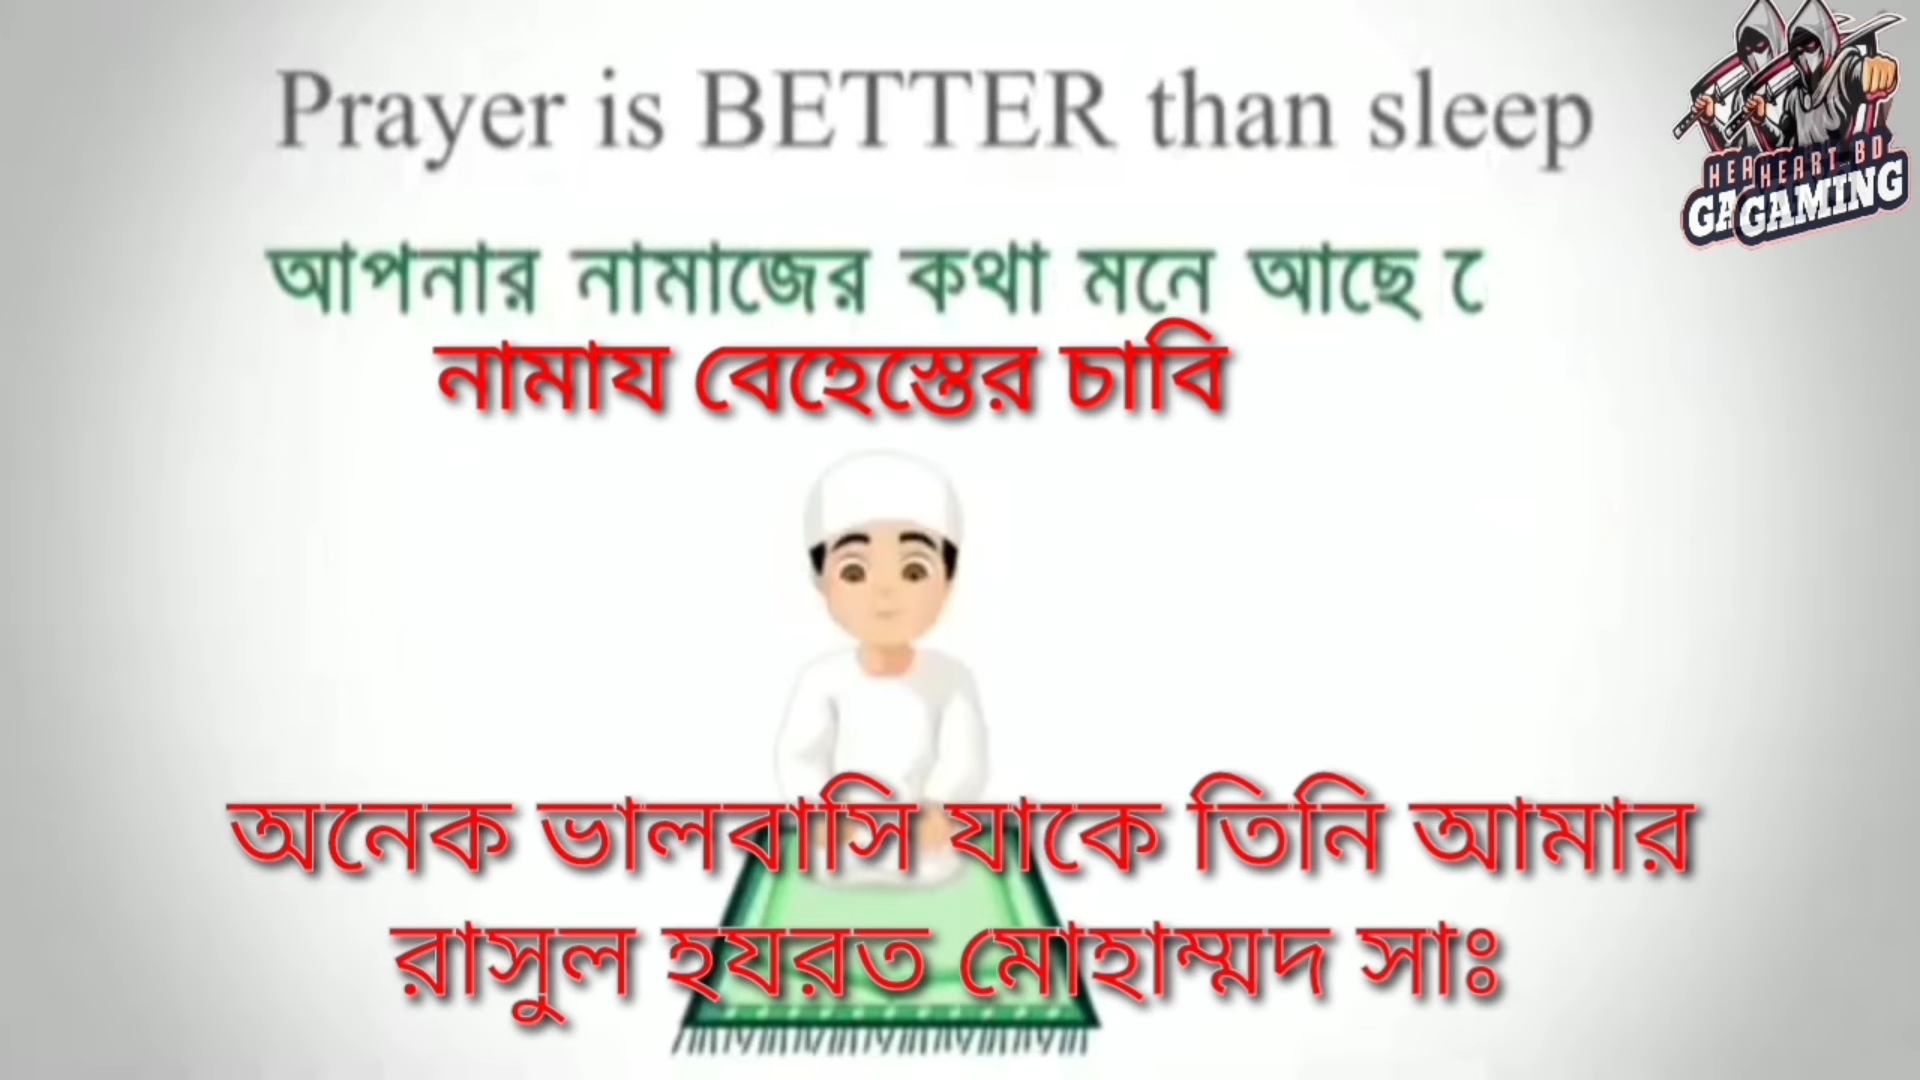 Prayer is BETTER than sleep
আপনার নামাজের কথা মনে আছে
নামায বেহেস্তের চাবি
অনেক ভালবাসি যাকে তিনি আমার
রাসুল হযরত মোহাম্মদ সাঃ
HEART BD
GAMING